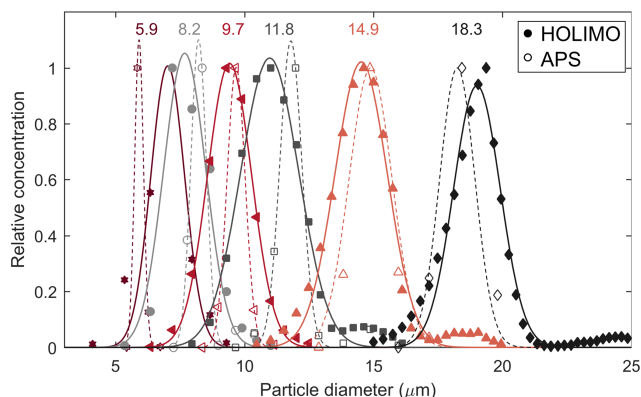 5.9 8.2 9.7 11.8 14.9 18.3
HOLIMO
APS
1
0.8
0.6
0.4
0.2
0
Relative concentration
5 10 15 20 25
Particle diameter (μm)